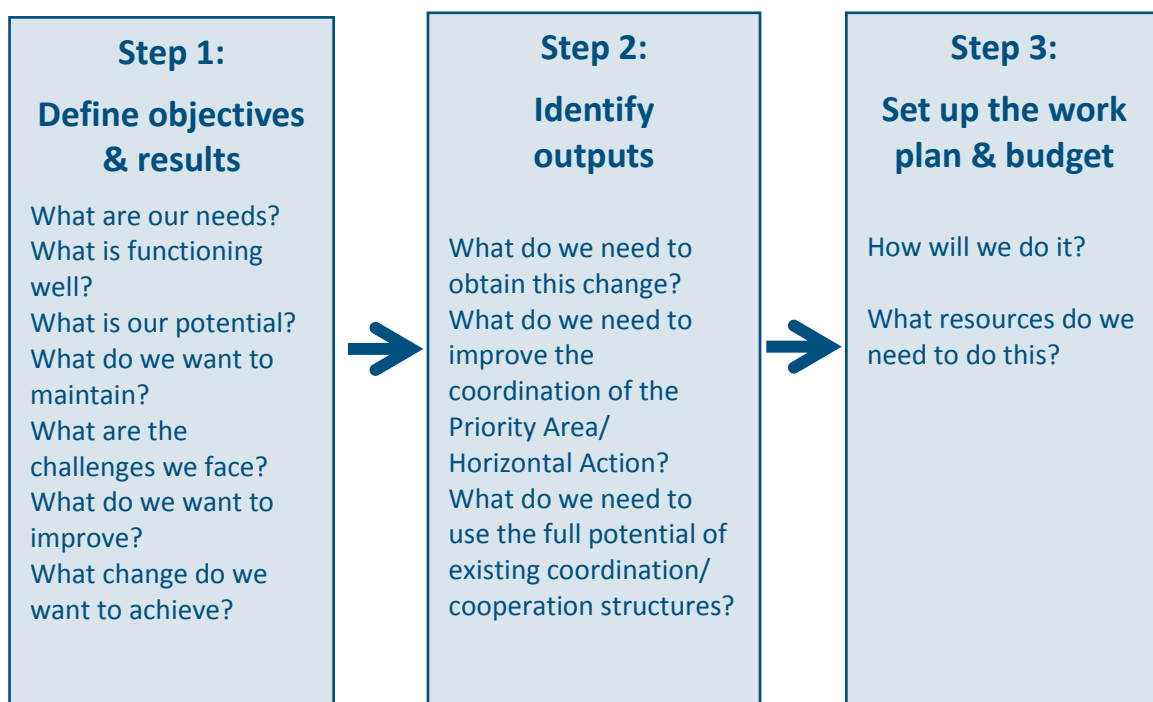 Step 1:
Define objectives
& results
What are our needs?
What is functioning
well?
What is our potential?
What do we want to
maintain?
What are the
challenges we face?
What do we want to
improve?
What change do we
want to achieve?
Step 2:
Identify
outputs
What do we need to
obtain this change?
What do we need to
improve the
coordination of the
Priority Area/
Horizontal Action?
What do we need to
use the full potential of
existing coordination/
cooperation structures?
Step 3:
Set up the work
plan & budget
How will we do it?
What resources do we
need to do this?